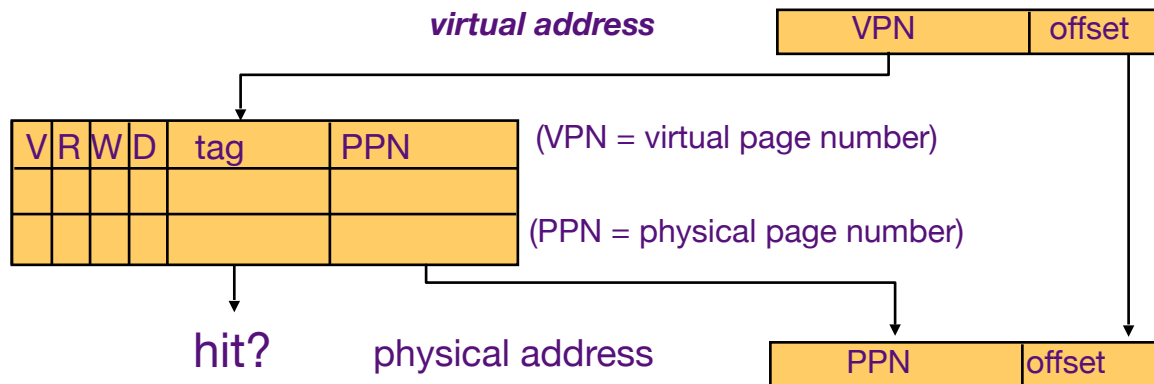 virtual address
VPN offset
V R W D tag PPN
(VPN = virtual page number)
(PPN = physical page number)
hit? physical address
PPN offset